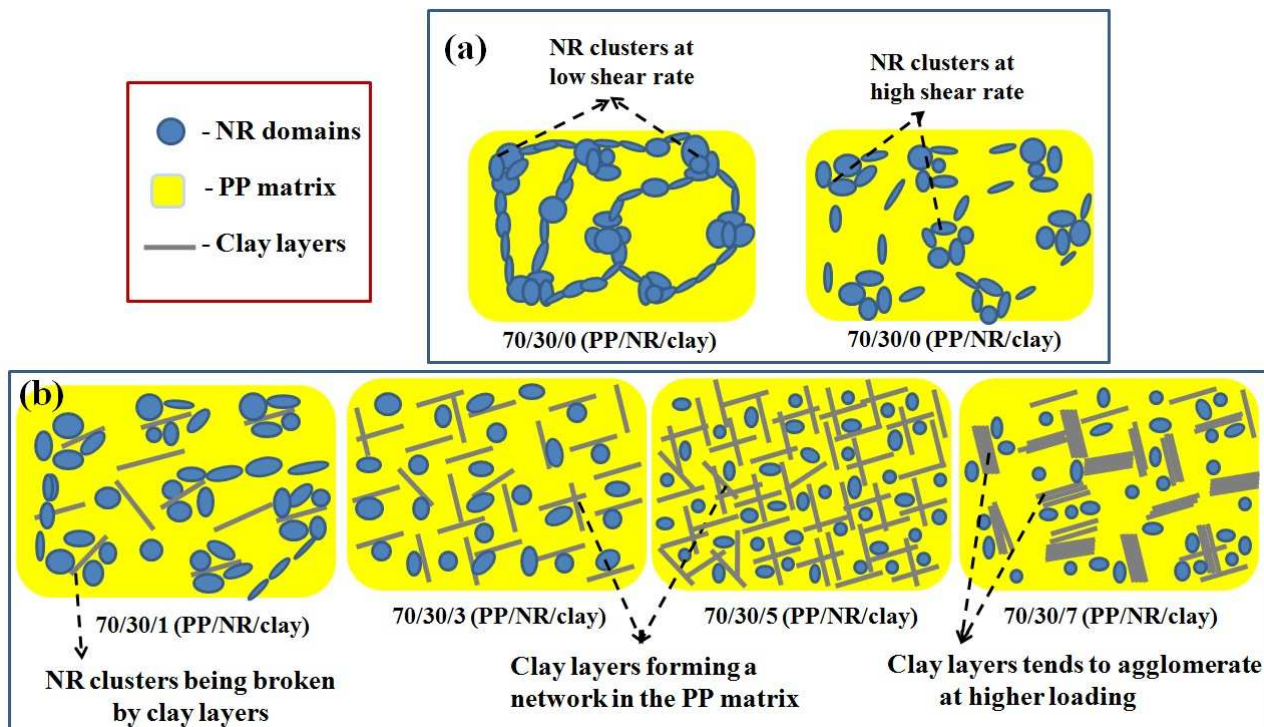 (a)
NR clusters at
low shear rate
NR clusters at
high shear rate
- NR domains
- PP matrix
- Clay layers
70/30/0 (PP/NR/clay)
70/30/0 (PP/NR/clay)
(b)
70/30/1 (PP/NR/clay)
70/30/3 (PP/NR/clay)
70/30/5 (PP/NR/clay)
70/30/7 (PP/NR/clay)
NR clusters being broken
by clay layers
Clay layers forming a
network in the PP matrix
Clay layers tends to agglomerate
at higher loading